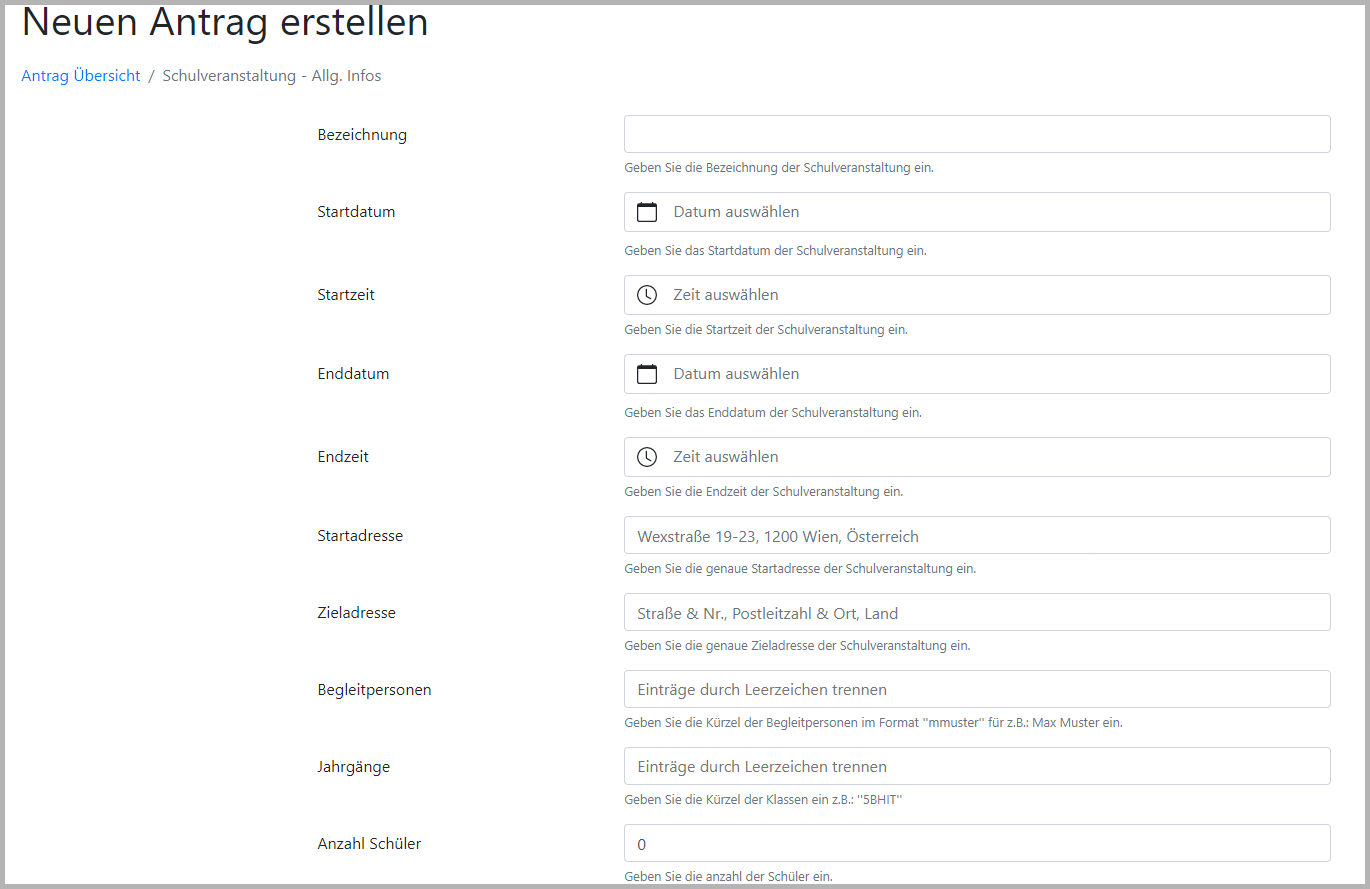 Neuen Antrag erstellen
Antrag Übersicht / Schulveranstaltung - Allg. Infos
Bezeichnung
Geben Sie die Bezeichnung der Schulveranstaltung ein.
Startdatum
Datum auswählen
Geben Sie das Startdatum der Schulveranstaltung ein.
Startzeit
Zeit auswählen
Geben Sie die Startzeit der Schulveranstaltung ein.
Enddatum
Datum auswählen
Geben Sie das Enddatum der Schulveranstaltung ein.
Endzeit
Zeit auswählen
Geben Sie die Endzeit der Schulveranstaltung ein.
Startadresse
Wexstraße 19-23, 1200 Wien, Österreich
Geben Sie die genaue Startadresse der Schulveranstaltung ein.
Zieladresse
Straße & Nr., Postleitzahl & Ort, Land
Geben Sie die genaue Zieladresse der Schulveranstaltung ein.
Begleitpersonen
Einträge durch Leerzeichen trennen
Geben Sie die Kürzel der Begleitpersonen im Format "mmuster" für z.B.: Max Muster ein.
Jahrgänge
Einträge durch Leerzeichen trennen
Geben Sie die Kürzel der Klassen ein z.B.: "5BHIT"
Anzahl Schüler
0
Geben Sie die anzahl der Schüler ein.